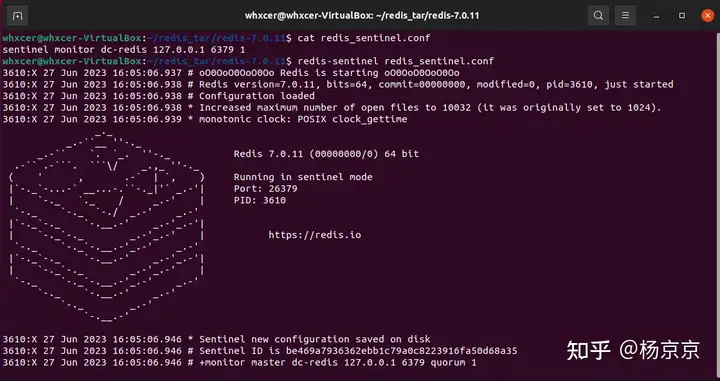 whxcer@whxcer-VirtualBox: ~/redis_tar/redis-7.0.11
whxcer@whxcer-VirtualBox:~/redis_tar/redis-7.0.11$ cat redis_sentinel.conf
sentinel monitor dc-redis 127.0.0.1 6379 1
whxcer@whxcer-VirtualBox:~/redis_tar/redis-7.0.11$ redis-sentinel redis_sentinel.conf
3610:X 27 Jun 2023 16:05:06.937 # oO0OoO0OoO0Oo Redis is starting oO0OoO0OoO0Oo
3610:X 27 Jun 2023 16:05:06.938 # Redis version=7.0.11, bits=64, commit=00000000, modified=0, pid=3610, just started
3610:X 27 Jun 2023 16:05:06.938 # Configuration loaded
3610:X 27 Jun 2023 16:05:06.938 * Increased maximum number of open files to 10032 (it was originally set to 1024).
3610:X 27 Jun 2023 16:05:06.939 * monotonic clock: POSIX clock_gettime
Redis 7.0.11 (00000000/0) 64 bit
Running in sentinel mode
Port: 26379
PID: 3610
https://redis.io
3610:X 27 Jun 2023 16:05:06.946 * Sentinel new configuration saved on disk
3610:X 27 Jun 2023 16:05:06.946 # Sentinel ID is be469a7936362ebb1c79a0c8223916fa50d68a35
3610:X 27 Jun 2023 16:05:06.946 # +monitor master dc-redis 127.0.0.1 6379 quorum 1
知乎 @杨京京